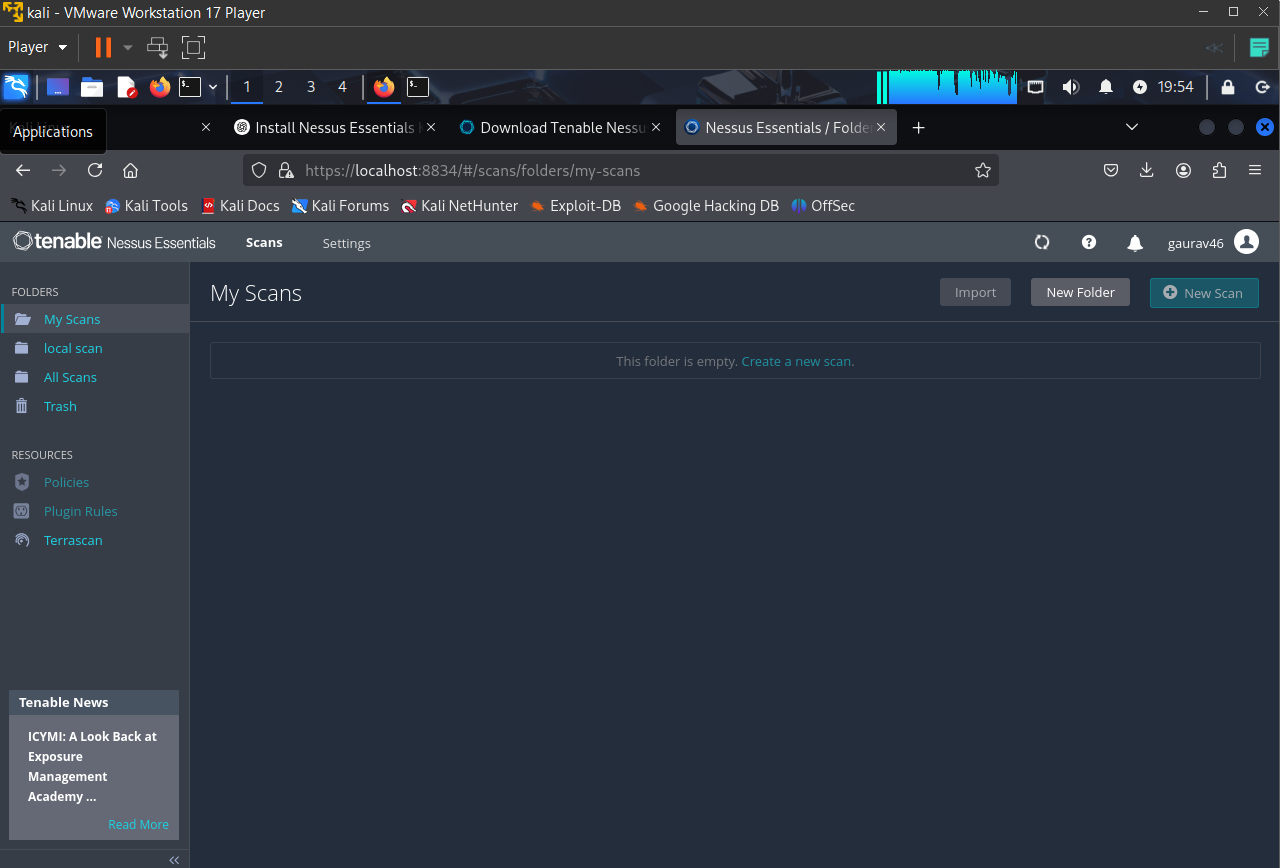 kali - VMware Workstation 17 Player
Player
1 2 3 4 19:54
Applications
Install Nessus Essentials
Download Tenable Nessu
Nessus Essentials / Folde
https://localhost:8834/#/scans/folders/my-scans
Kali Linux Kali Tools Kali Docs Kali Forums Kali NetHunter Exploit-DB Google Hacking DB OffSec
tenable Nessus Essentials Scans Settings gaurav46
FOLDERS
My Scans
local scan
All Scans
Trash
RESOURCES
Policies
Plugin Rules
Terrascan
My Scans
Import New Folder New Scan
This folder is empty. Create a new scan.
Tenable News
ICYMI: A Look Back at
Exposure
Management
Academy ...
Read More